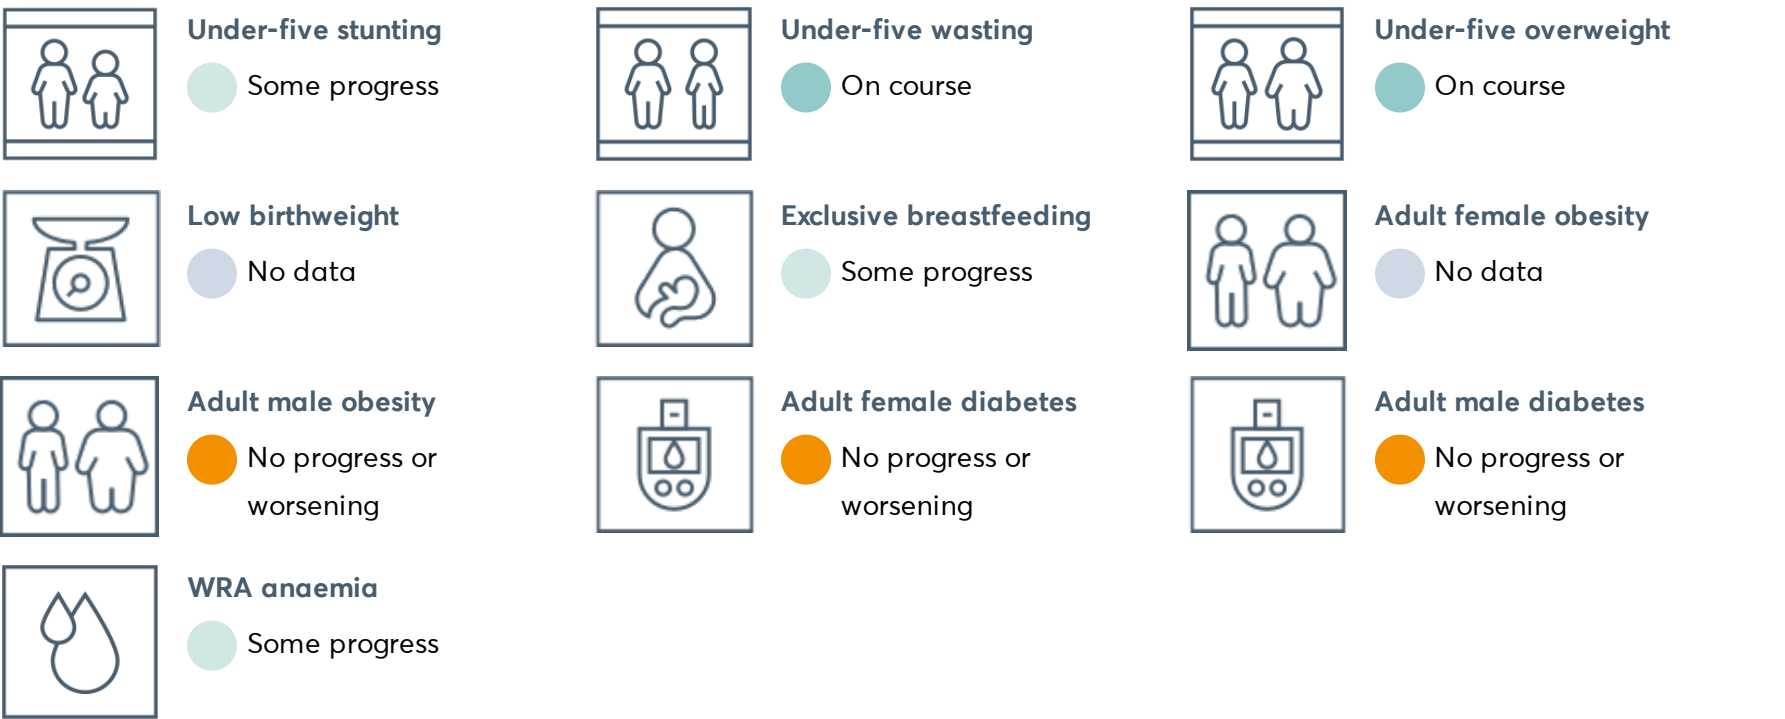 Under-five stunting
Some progress
Under-five wasting
On course
Under-five overweight
On course
Low birthweight
No data
Exclusive breastfeeding
Some progress
Adult female obesity
No data
Adult male obesity
No progress or
worsening
Adult female diabetes
No progress or
worsening
Adult male diabetes
No progress or
worsening
WRA anaemia
Some progress